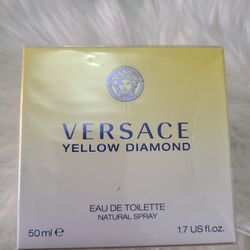 VERSACE
YELLOW DIAMOND
EAU DE TOILETTE
NATURAL SPRAY
50 ml ℮ 1.7 US fl.oz.